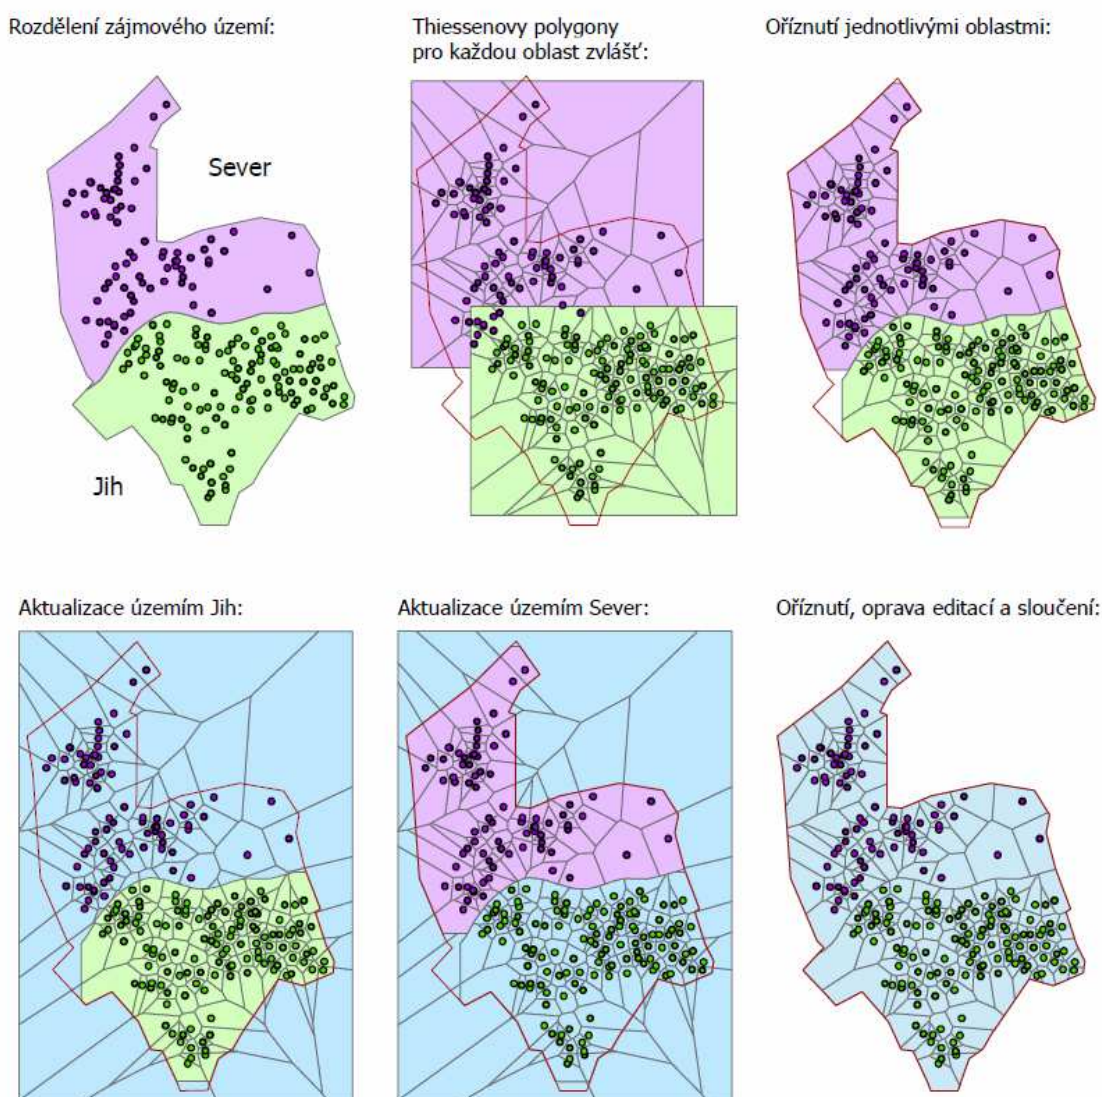 Rozdělení zájmového území:
Thiessenovy polygony
pro každou oblast zvlášť:
Oříznutí jednotlivými oblastmi:
Sever
Jih
Aktualizace územím Jih:
Aktualizace územím Sever:
Oříznutí, oprava editací a sloučení: